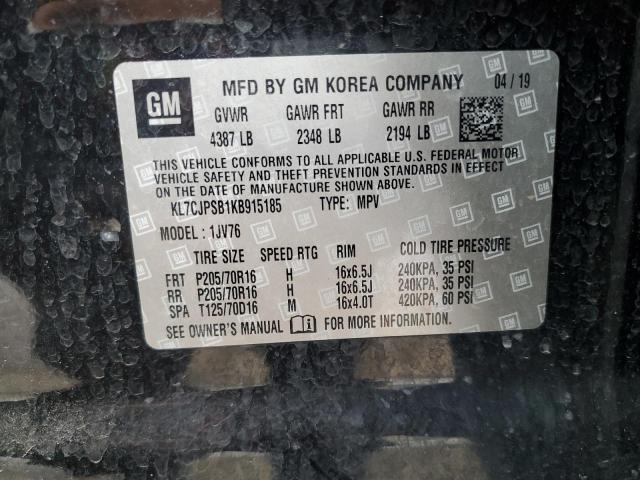 GM MFD BY GM KOREA COMPANY 04 / 19
GVWR GAWR FRT GAWR RR
4387 LB 2348 LB 2194 LB
THIS VEHICLE CONFORMS TO ALL APPLICABLE U.S. FEDERAL MOTOR
VEHICLE SAFETY AND THEFT PREVENTION STANDARDS IN EFFECT
ON THE DATE OF MANUFACTURE SHOWN ABOVE.
KL7CJPSB1KB915185 TYPE: MPV
MODEL : 1JV76
TIRE SIZE SPEED RTG RIM COLD TIRE PRESSURE
FRT P205/70R16 H 16x6.5J 240KPA, 35 PSI
RR P205/70R16 H 16x6.5J 240KPA, 35 PSI
SPA T125/70D16 M 16x4.0T 420KPA, 60 PSI
SEE OWNER'S MANUAL FOR MORE INFORMATION.